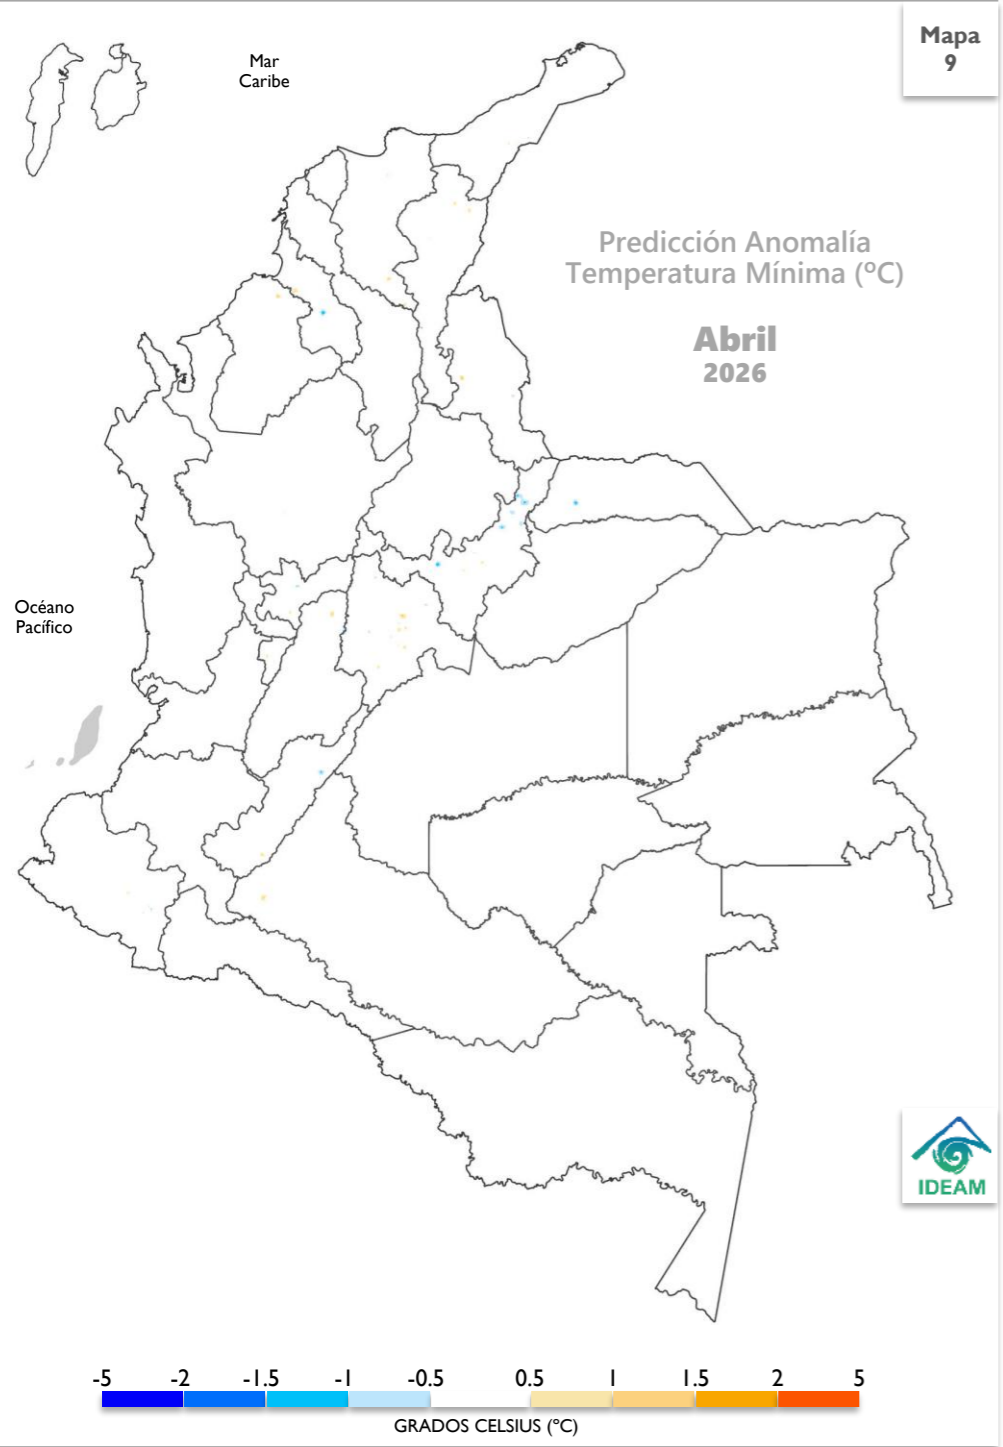 Mapa
9
Mar
Caribe
Predicción Anomalía
Temperatura Mínima (ºC)
Abril
2026
Océano
Pacífico
IDEAM
-5 -2 -1.5 -1 -0.5 0.5 1 1.5 2 5
GRADOS CELSIUS (ºC)